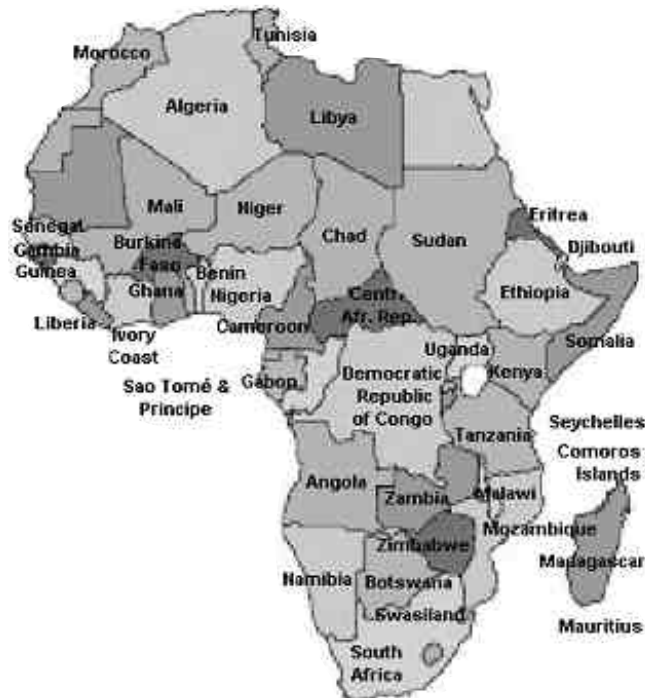 Tunisia
Morocco
Algeria
Libya
Mali
Niger
Chad
Sudan
Eritrea
Djibouti
Senegal
Gambia
Guinea
Burkina
Faso
Benin
Ghana
Nigeria
Liberia
Ivory
Coast
Cameroon
Centr.
Afr. Rep.
Ethiopia
Somalia
Uganda
Kenya
Sao Tomé &
Principe
Gabon
Democratic
Republic
of Congo
Tanzania
Seychelles
Comoros
Islands
Angola
Zambia
Malawi
Mozambique
Zimbabwe
Madagascar
Namibia
Botswana
Swasiland
Mauritius
South
Africa